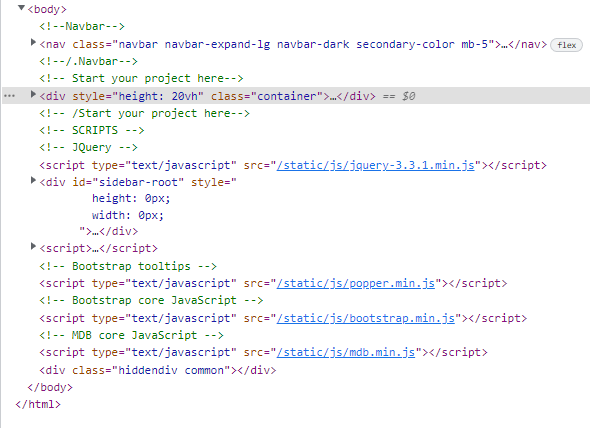 <body>
<!--Navbar-->
<nav class="navbar navbar-expand-lg navbar-dark secondary-color mb-5">…</nav> flex
<!--/.Navbar-->
<!-- Start your project here-->
<div style="height: 20vh" class="container">…</div> == $0
<!-- /Start your project here-->
<!-- SCRIPTS -->
<!-- JQuery -->
<script type="text/javascript" src="/static/js/jquery-3.3.1.min.js"></script>
<div id="sidebar-root" style="
height: 0px;
width: 0px;
">…</div>
<script>…</script>
<!-- Bootstrap tooltips -->
<script type="text/javascript" src="/static/js/popper.min.js"></script>
<!-- Bootstrap core JavaScript -->
<script type="text/javascript" src="/static/js/bootstrap.min.js"></script>
<!-- MDB core JavaScript -->
<script type="text/javascript" src="/static/js/mdb.min.js"></script>
<div class="hiddendiv common"></div>
</body>
</html>